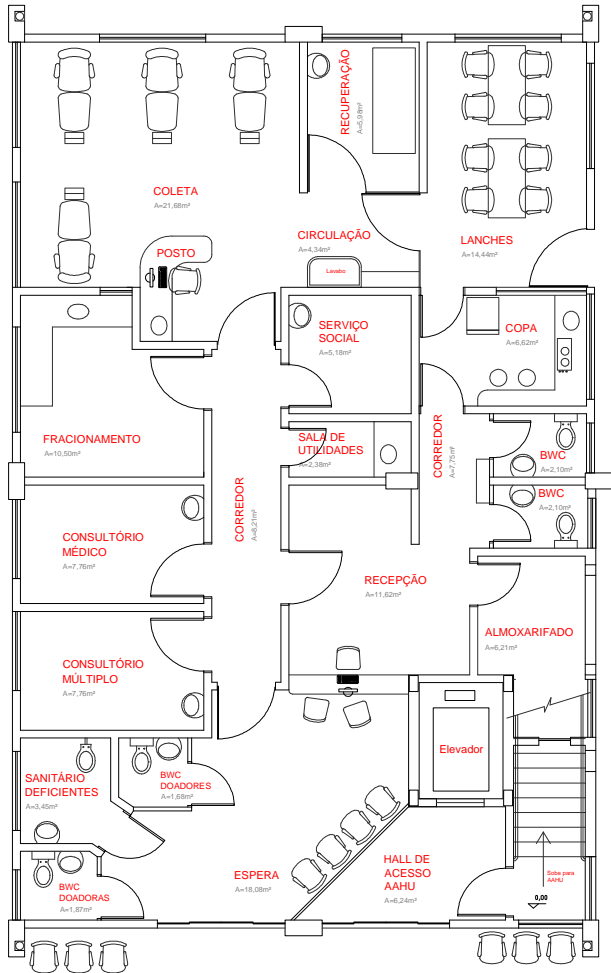 RECUPERAÇÃO
A=5,98m²
COLETA
A=21,68m²
CIRCULAÇÃO
A=4,34m²
LANCHES
A=14,44m²
POSTO
Lavabo
SERVIÇO
SOCIAL
A=5,18m²
COPA
A=6,62m²
FRACIONAMENTO
A=10,50m²
SALA DE
UTILIDADES
A=2,38m²
CORREDOR
A=7,75m²
BWC
A=2,10m²
CORREDOR
A=8,21m²
BWC
A=2,10m²
CONSULTÓRIO
MÉDICO
A=7,76m²
RECEPÇÃO
A=11,62m²
ALMOXARIFADO
A=6,21m²
CONSULTÓRIO
MÚLTIPLO
A=7,76m²
Elevador
SANITÁRIO
DEFICIENTES
A=3,45m²
BWC
DOADORES
A=1,68m²
ESPERA
A=18,08m²
HALL DE
ACESSO
AAHU
A=6,24m²
Sobe para
AAHU
0,00
BWC
DOADORAS
A=1,87m²